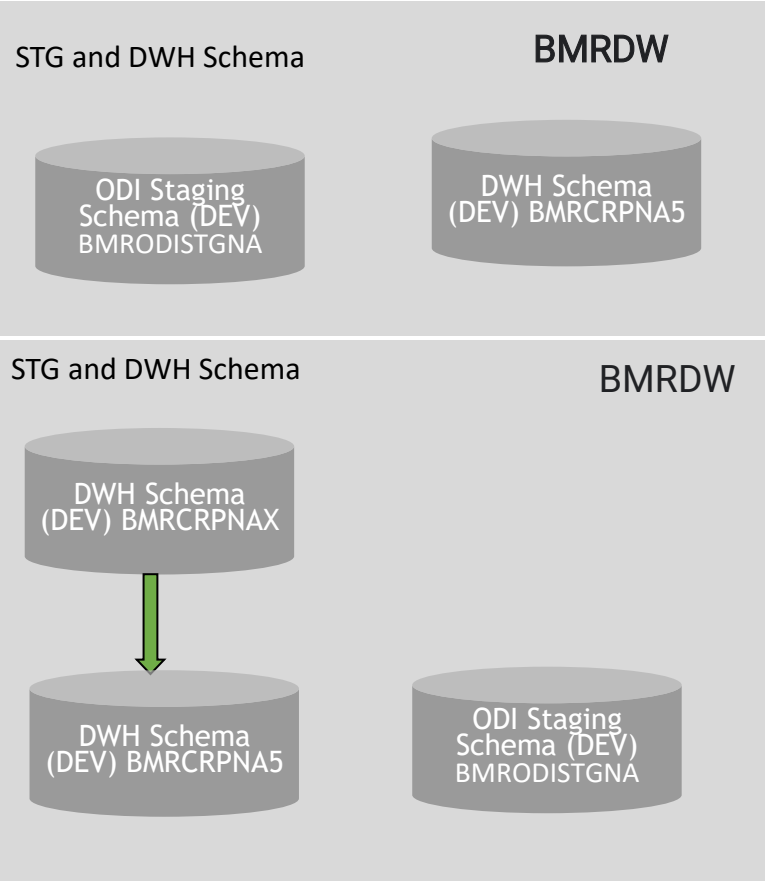 STG and DWH Schema
BMRDW
ODI Staging
Schema (DEV)
BMRODISTGNA
DWH Schema
(DEV) BMRCRPNA5
STG and DWH Schema
BMRDW
DWH Schema
(DEV) BMRCRPNAX
DWH Schema
(DEV) BMRCRPNA5
ODI Staging
Schema (DEV)
BMRODISTGNA